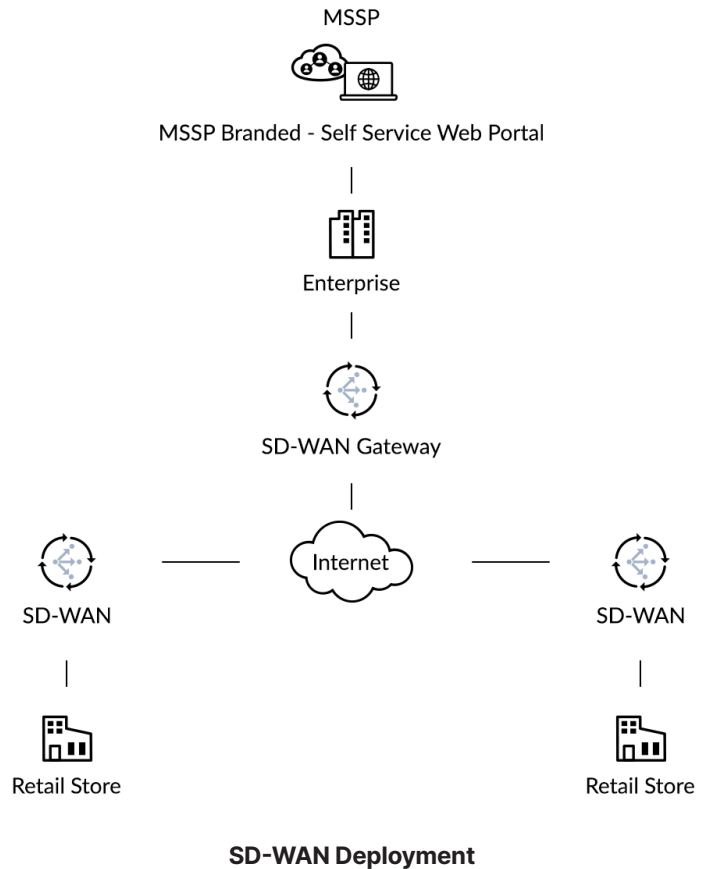 MSSP
MSSP Branded - Self Service Web Portal
Enterprise
SD-WAN Gateway
Internet
SD-WAN
SD-WAN
Retail Store
Retail Store
SD-WAN Deployment